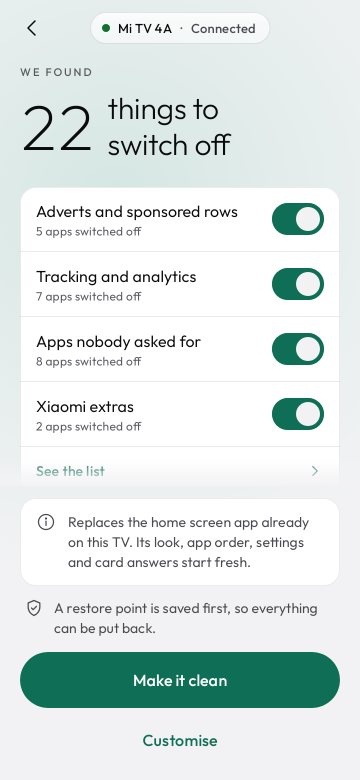 Mi TV 4A · Connected
WE FOUND
22 things to
switch off
Adverts and sponsored rows
5 apps switched off
Tracking and analytics
7 apps switched off
Apps nobody asked for
8 apps switched off
Xiaomi extras
2 apps switched off
See the list
Replaces the home screen app already
on this TV. Its look, app order, settings
and card answers start fresh.
A restore point is saved first, so everything
can be put back.
Make it clean
Customise